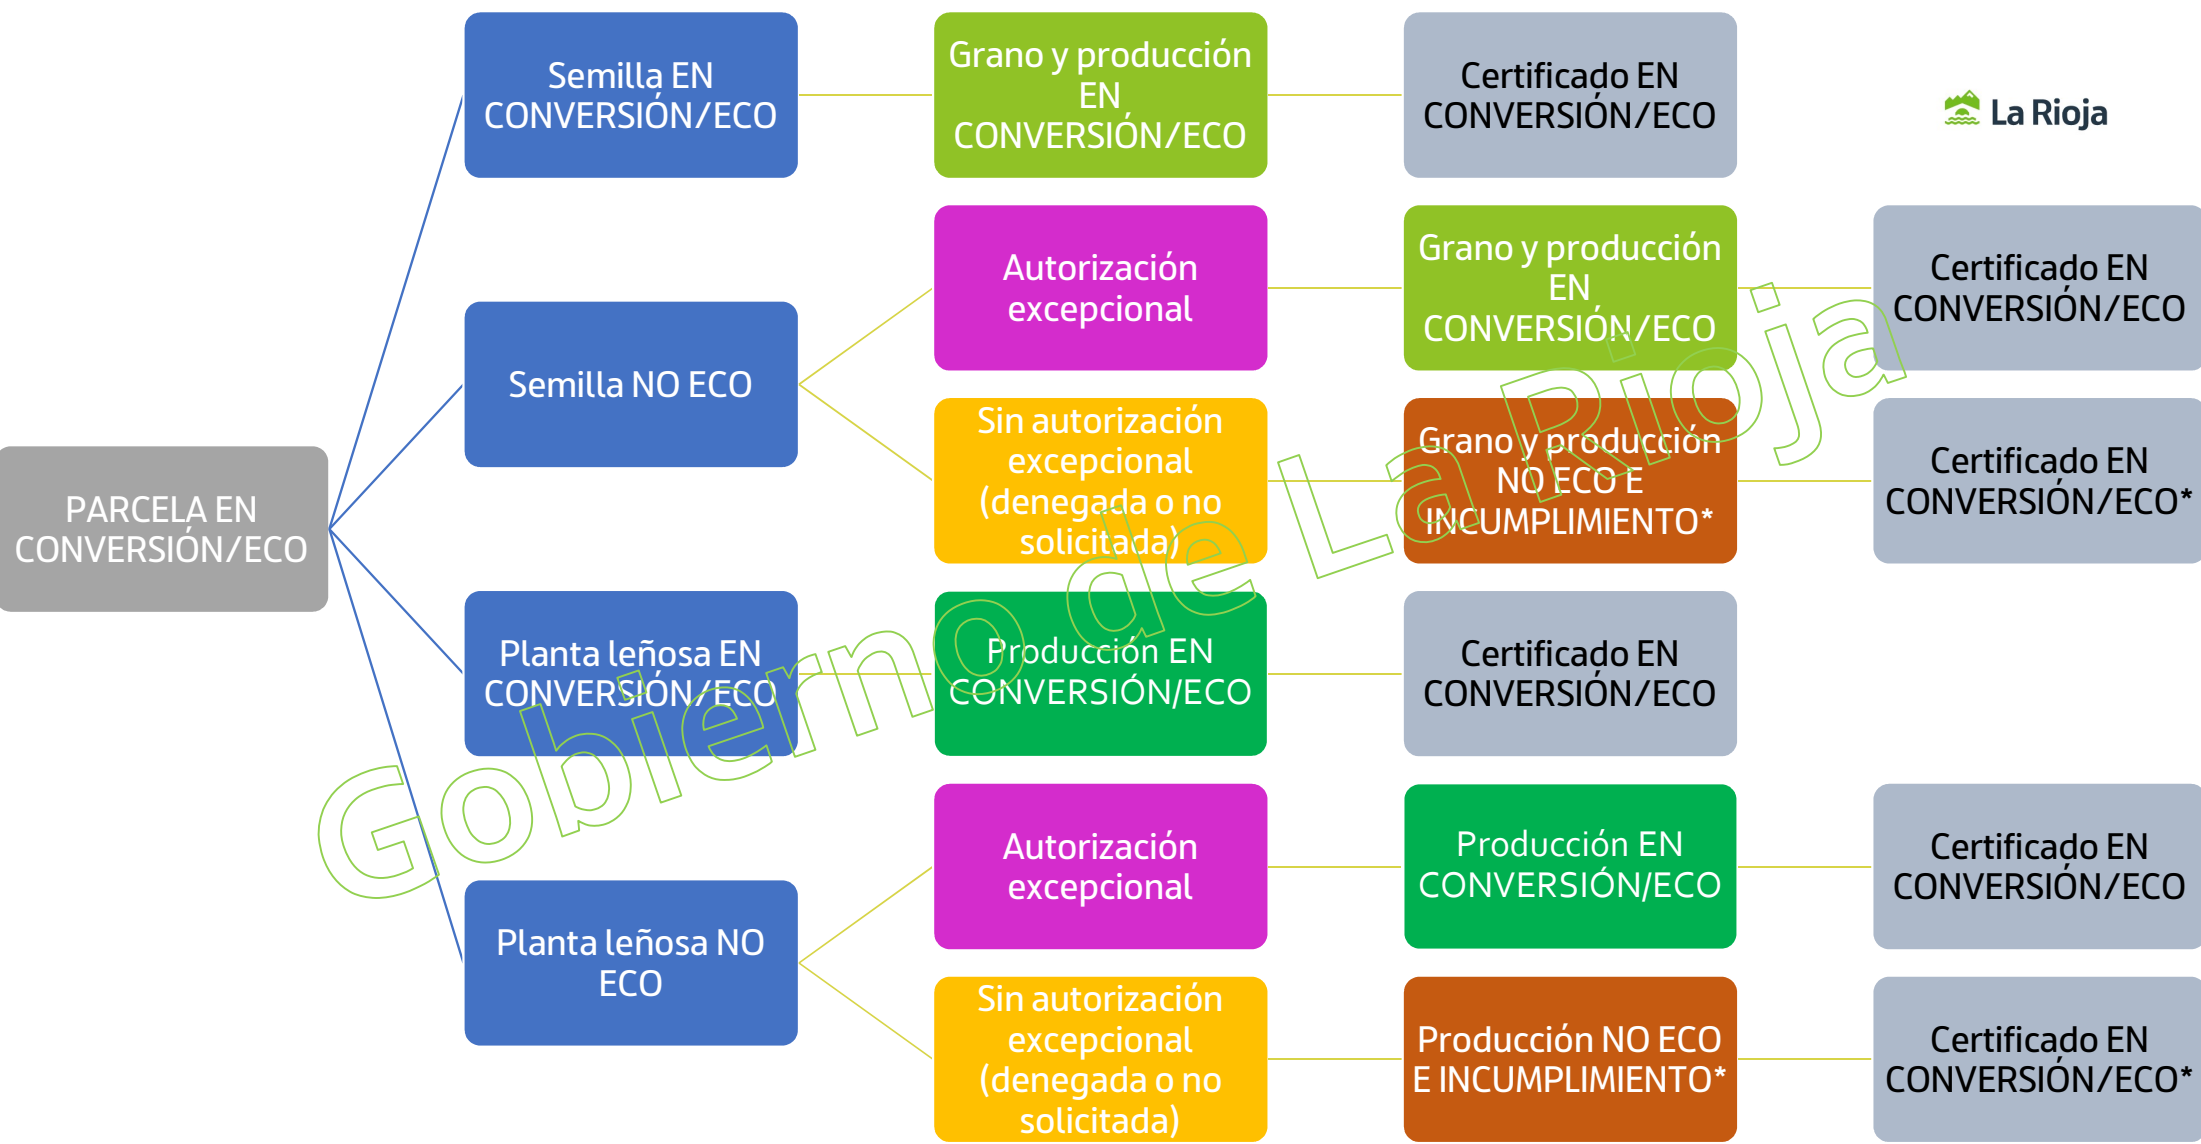 Semilla EN
CONVERSIÓN/ECO
Grano y producción
EN
CONVERSIÓN/ECO
Certificado EN
CONVERSIÓN/ECO
La Rioja
Semilla NO ECO
Autorización
excepcional
Grano y producción
EN
CONVERSIÓN/ECO
Certificado EN
CONVERSIÓN/ECO
Sin autorización
excepcional
(denegada o no
solicitada)
Grano y producción
NO ECO E
INCUMPLIMIENTO*
Certificado EN
CONVERSIÓN/ECO*
PARCELA EN
CONVERSIÓN/ECO
Planta leñosa EN
CONVERSIÓN/ECO
Producción EN
CONVERSIÓN/ECO
Certificado EN
CONVERSIÓN/ECO
Planta leñosa NO
ECO
Autorización
excepcional
Producción EN
CONVERSIÓN/ECO
Certificado EN
CONVERSIÓN/ECO
Sin autorización
excepcional
(denegada o no
solicitada)
Producción NO ECO
E INCUMPLIMIENTO*
Certificado EN
CONVERSIÓN/ECO*
Gobierno de La Rioja